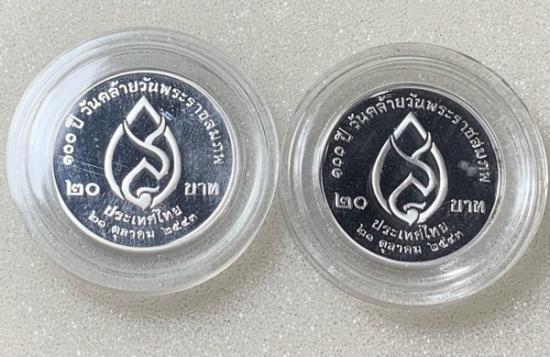 ๑๐๐ ปี วันคล้ายวันพระราชสมภพ
๒๐ บาท
ประเทศไทย
๒๑ ตุลาคม ๒๕๔๓
๑๐๐ ปี วันคล้ายวันพระราชสมภพ
๒๐ บาท
ประเทศไทย
๒๑ ตุลาคม ๒๕๔๓